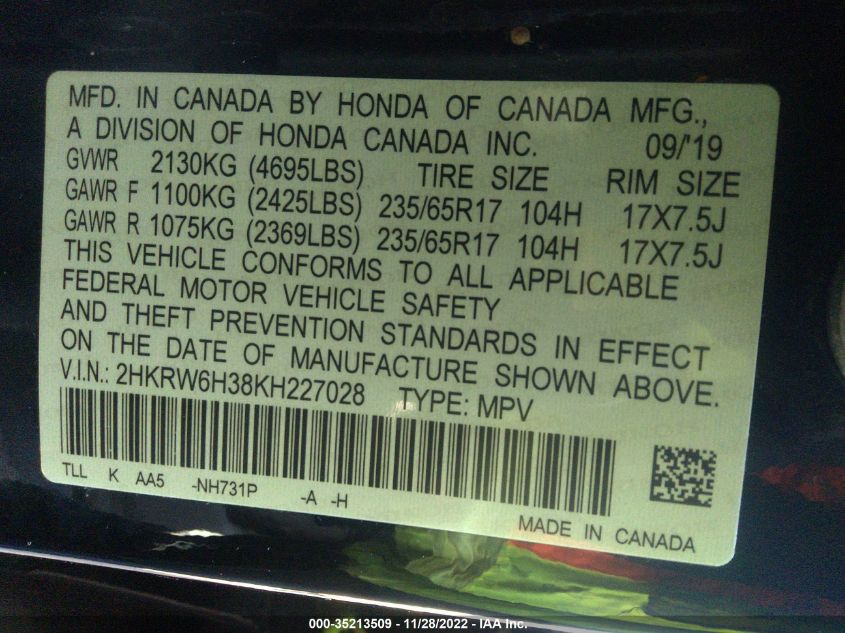 MFD. IN CANADA BY HONDA OF CANADA MFG.,
A DIVISION OF HONDA CANADA INC. 09/'19
GVWR 2130KG (4695LBS) TIRE SIZE RIM SIZE
GAWR F 1100KG (2425LBS) 235/65R17 104H 17X7.5J
GAWR R 1075KG (2369LBS) 235/65R17 104H 17X7.5J
THIS VEHICLE CONFORMS TO ALL APPLICABLE
FEDERAL MOTOR VEHICLE SAFETY
AND THEFT PREVENTION STANDARDS IN EFFECT
ON THE DATE OF MANUFACTURE SHOWN ABOVE.
V.I.N.: 2HKRW6H38KH227028 TYPE: MPV
TLL K AA5 -NH731P -A -H
MADE IN CANADA
000-35213509 - 11/28/2022 - IAA Inc.